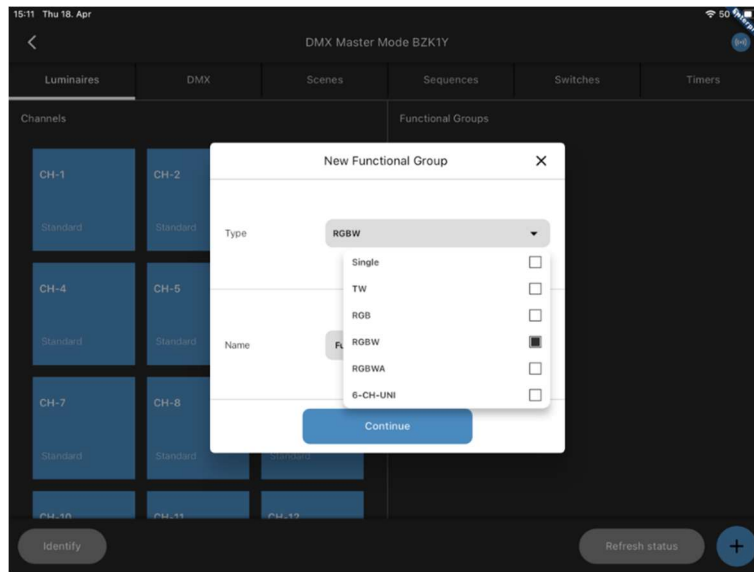 15:11 Thu 18. Apr
50
DMX Master Mode BZK1Y
Luminaires DMX Scenes Sequences Switches Timers
Channels Functional Groups
New Functional Group
CH-1 CH-2
Standard Standard
Type RGBW
Single
TW
RGB
RGBW
RGBWA
6-CH-UNI
CH-4 CH-5
Standard Standard
Name
CH-7 CH-8
Continue
Standard Standard Standard
CH-10 CH-11 CH-12
Identify Refresh status +